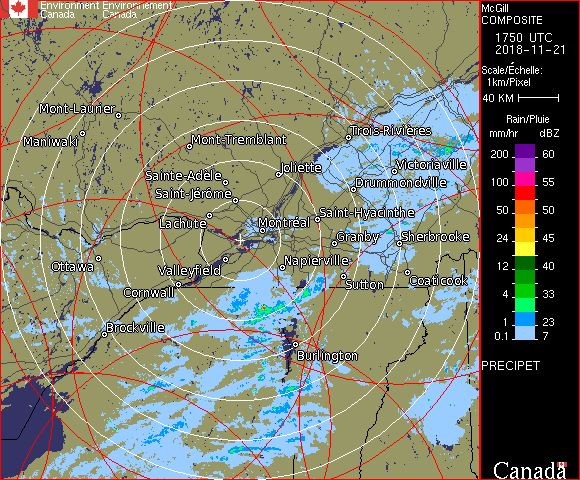 Environment Environnement
Canada Canada
McGill
COMPOSITE
1750 UTC
2018-11-21
Scale/Échelle:
1km/Pixel
40 KM
Rain/Pluie
mm/hr dBZ
200 60
100 55
50 50
24 45
12 40
4 33
1 23
0.1 7
PRECIPET
Canada
Mont-Laurier
Maniwaki
Mont-Tremblant
Trois-Rivières
Joliette
Victoriaville
Sainte-Adèle
Drummondville
Saint-Jérôme
Lachute
Saint-Hyacinthe
Montréal
Granby
Sherbrooke
Ottawa
Valleyfield
Napierville
Cornwall
Sutton
Coaticook
Brockville
Burlington